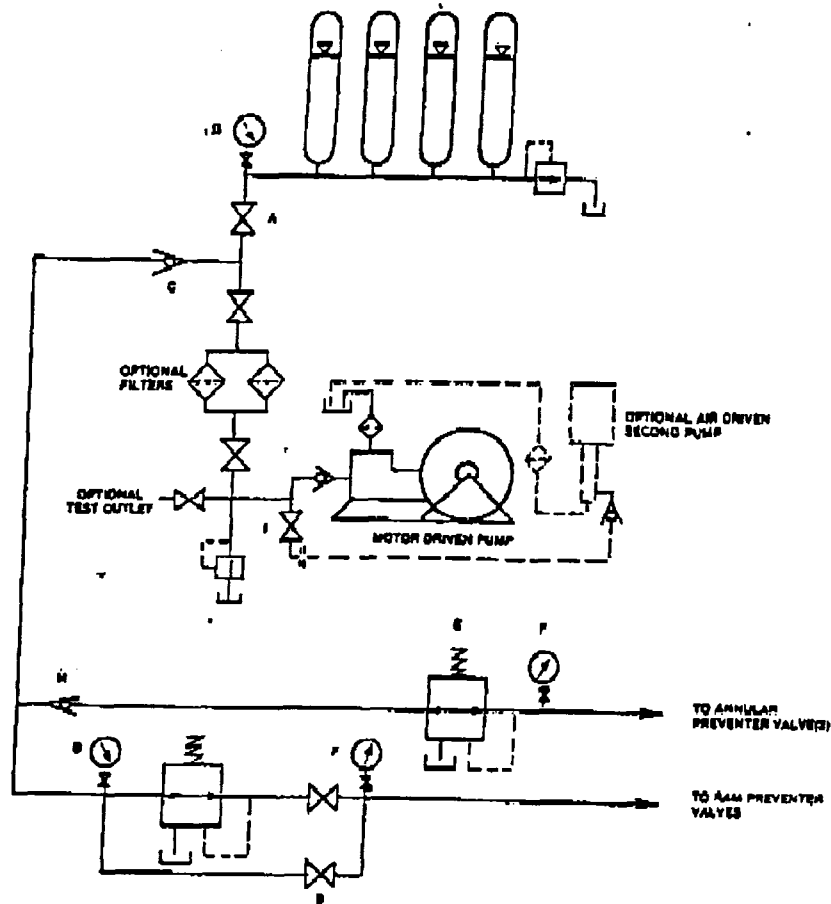 A
OPTIONAL
FILTERS
OPTIONAL AIR DRIVEN
SECOND PUMP
OPTIONAL
TEST OUTLET
MOTOR DRIVEN PUMP
F
H
TO ANNULAR
PREVENTER VALVE(S)
TO RAM PREVENTER
VALVES